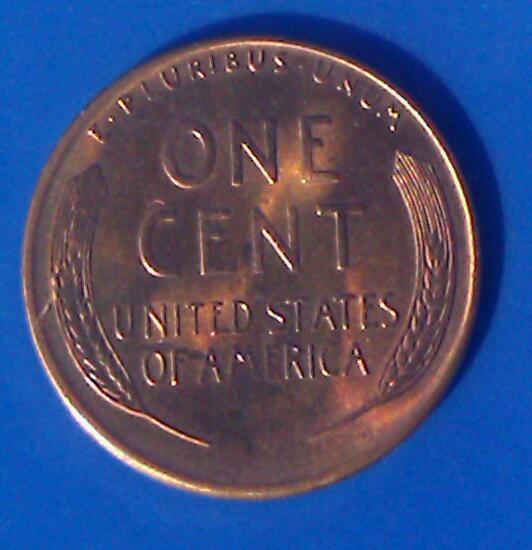 E·PLURIBUS·UNUM
ONE
CENT
UNITED STATES
OF AMERICA